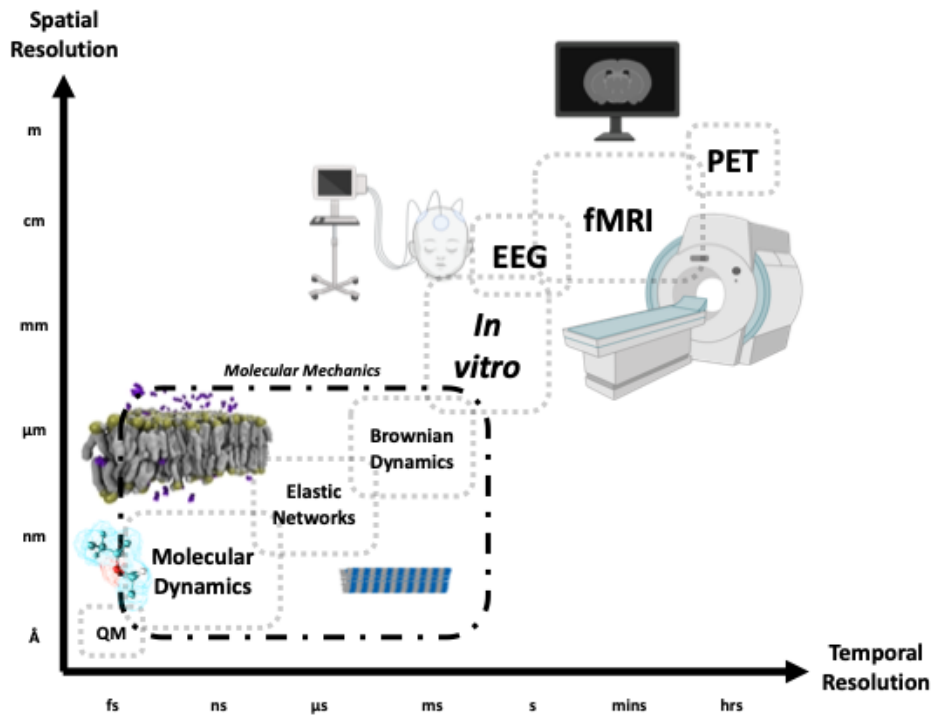 Spatial
Resolution
m
cm
mm
μm
nm
Å
PET
fMRI
EEG
In
vitro
Molecular Mechanics
Brownian
Dynamics
Elastic
Networks
Molecular
Dynamics
QM
fs
ns
μs
ms
s
mins
hrs
Temporal
Resolution